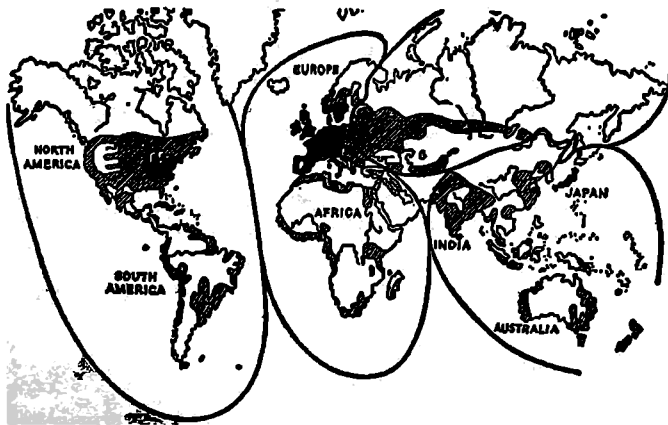 EUROPE
NORTH
AMERICA
AFRICA
JAPAN
INDIA
SOUTH
AMERICA
AUSTRALIA